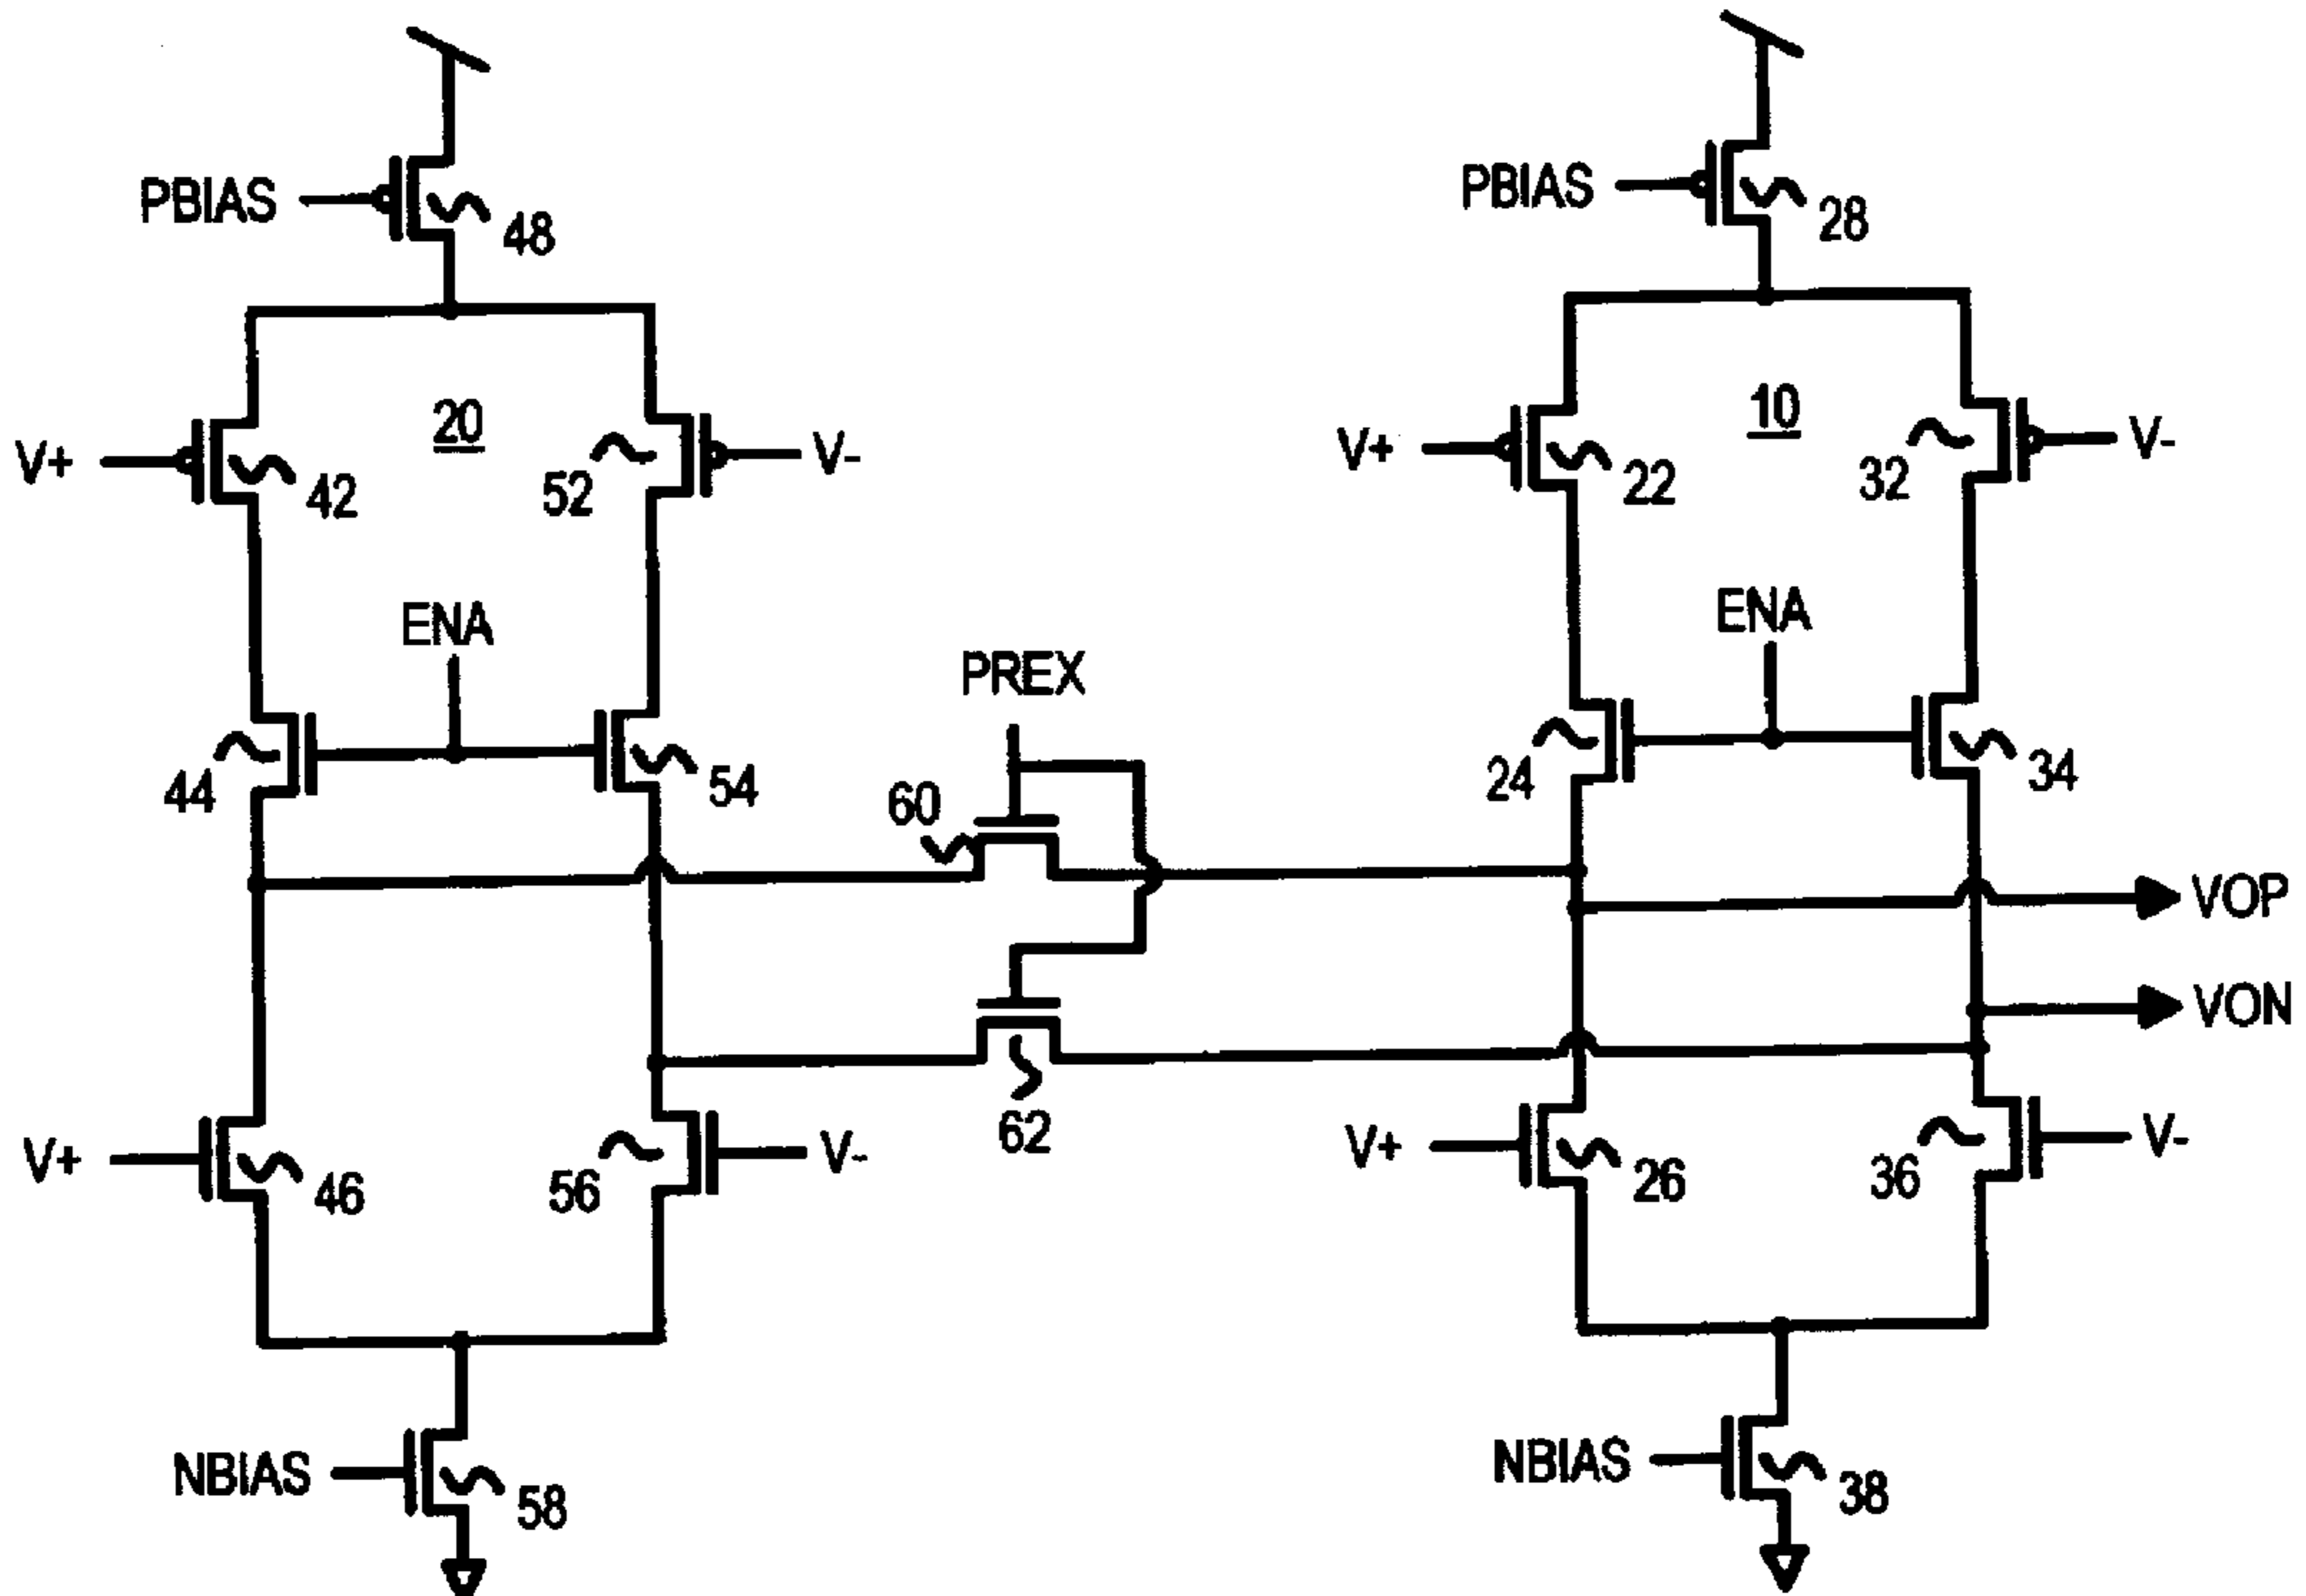 PBIAS
48
PBIAS
28
V+
42
20
52
V-
V+
22
10
32
V-
ENA
ENA
PREX
44
54
60
24
34
VOP
VON
V+
46
56
V-
62
V+
26
36
V-
NBIAS
58
NBIAS
38